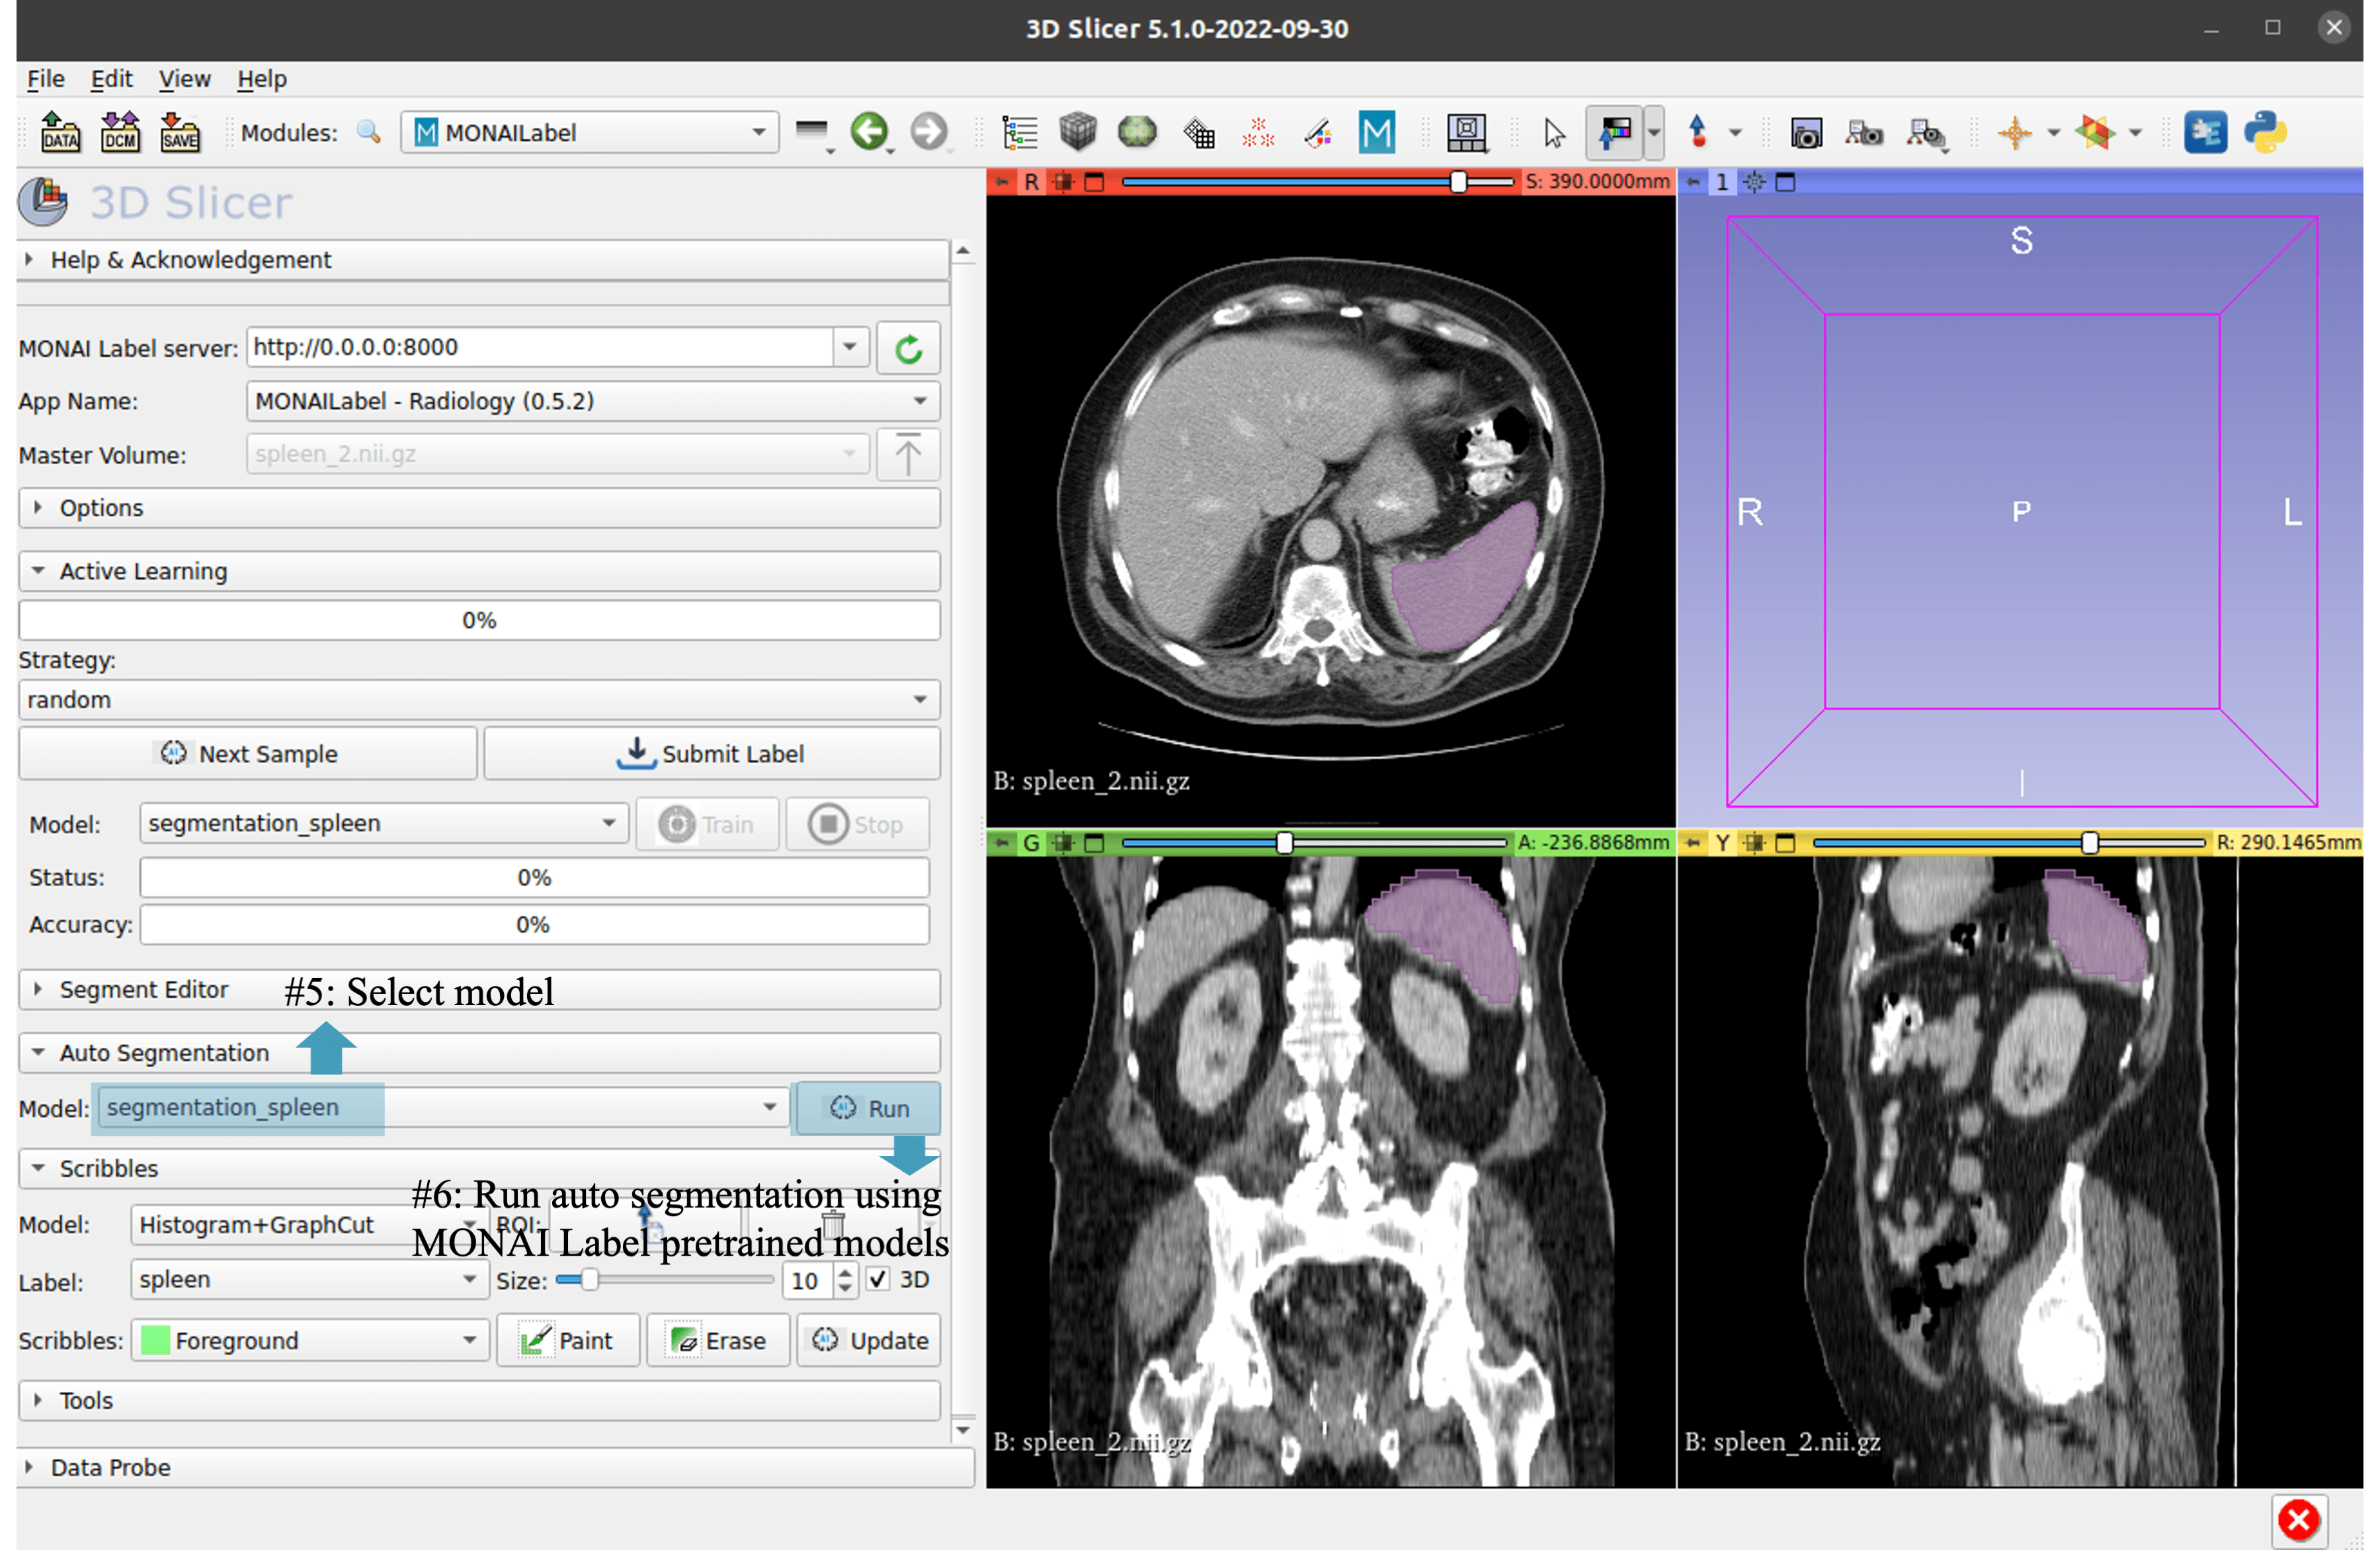 3D Slicer 5.1.0-2022-09-30
File Edit View Help
DATA DCM SAVE Modules: M MONAILabel M
3D Slicer
Help & Acknowledgement
MONAI Label server: http://0.0.0.0:8000
App Name: MONAILabel - Radiology (0.5.2)
Master Volume: spleen_2.nii.gz
Options
Active Learning
0%
Strategy:
random
Next Sample Submit Label
Model: segmentation_spleen Train Stop
Status: 0%
Accuracy: 0%
Segment Editor #5: Select model
Auto Segmentation
Model: segmentation_spleen AI Run
Scribbles
#6: Run auto segmentation using
MONAI Label pretrained models
Model: Histogram+GraphCut ROI:
Label: spleen Size: 10 3D
Scribbles: Foreground Paint Erase Update
Tools
Data Probe
R S: 390.0000mm
B: spleen_2.nii.gz
1
S
R P L
I
G A: -236.8868mm
B: spleen_2.nii.gz
Y R: 290.1465mm
B: spleen_2.nii.gz